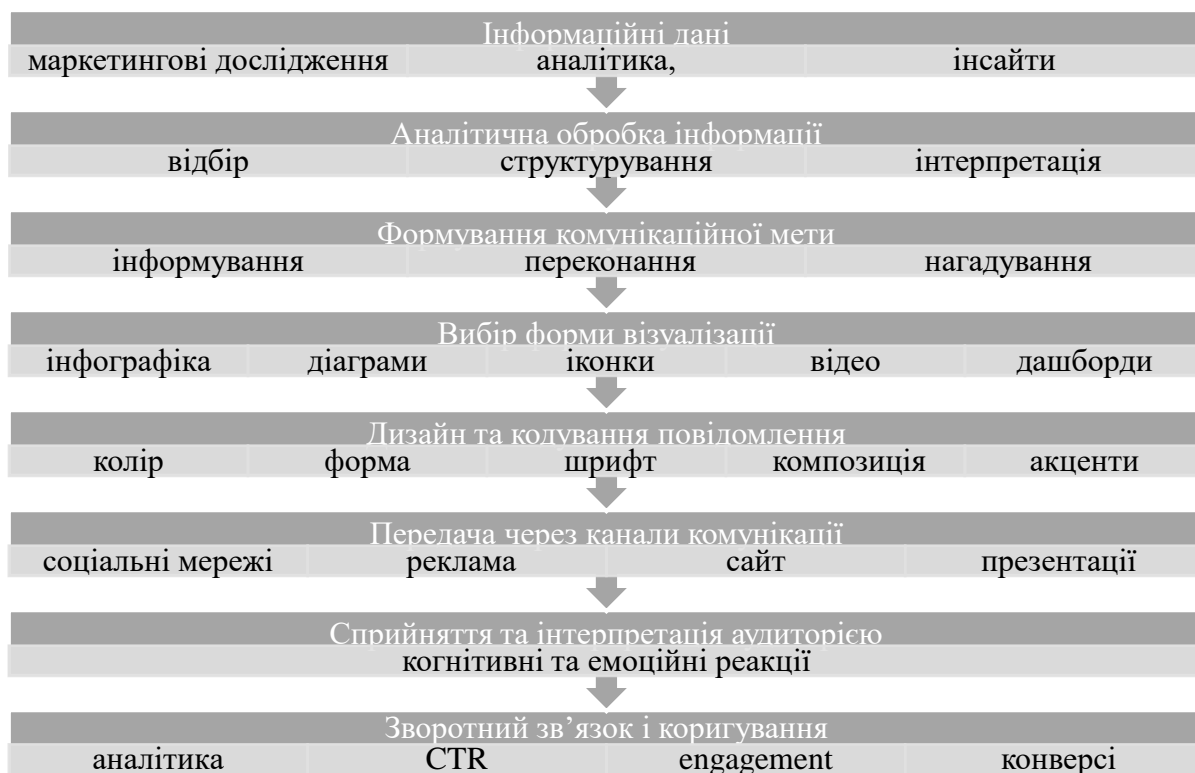 Інформаційні дані
маркетингові дослідження аналітика, інсайти
Аналітична обробка інформації
відбір структурування інтерпретація
Формування комунікаційної мети
інформування переконання нагадування
Вибір форми візуалізації
інфографіка діаграми іконки відео дашборди
Дизайн та кодування повідомлення
колір форма шрифт композиція акценти
Передача через канали комунікації
соціальні мережі реклама сайт презентації
Сприйняття та інтерпретація аудиторією
когнітивні та емоційні реакції
Зворотний зв’язок і коригування
аналітика CTR engagement конверсі